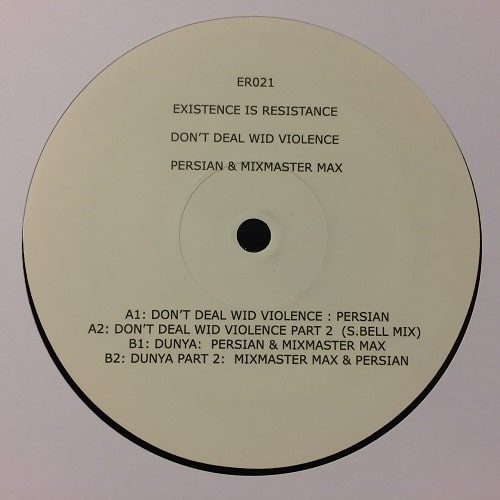 ER021
EXISTENCE IS RESISTANCE
DON'T DEAL WID VIOLENCE
PERSIAN & MIXMASTER MAX
A1: DON'T DEAL WID VIOLENCE : PERSIAN
A2: DON'T DEAL WID VIOLENCE PART 2 (S.BELL MIX)
B1: DUNYA: PERSIAN & MIXMASTER MAX
B2: DUNYA PART 2: MIXMASTER MAX & PERSIAN